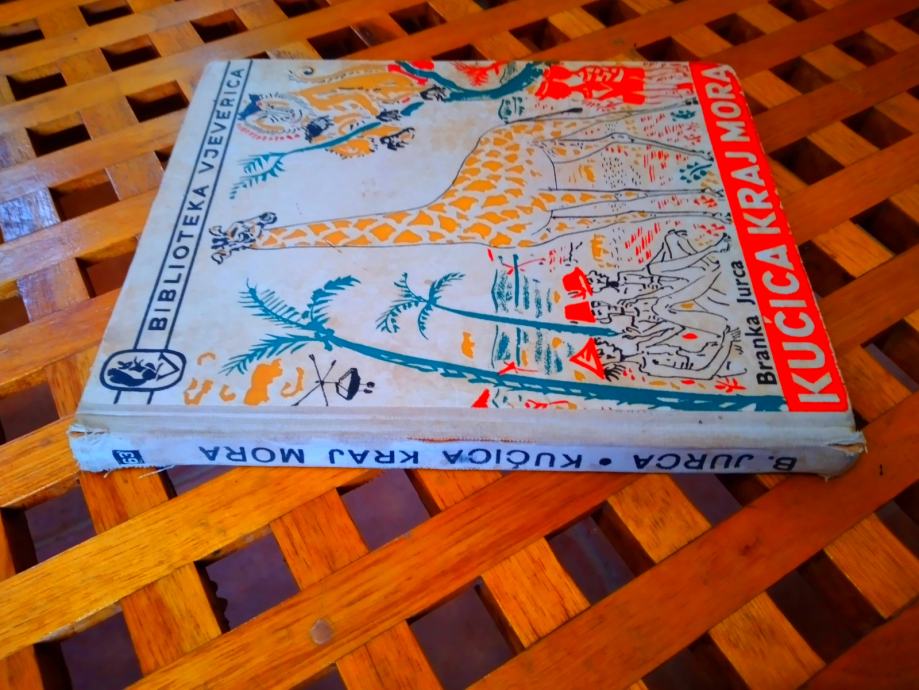 BIBLIOTEKA VJEVERICA
Branka Jurca
KUĆICA KRAJ MORA
B. JURCA • KUĆICA KRAJ MORA